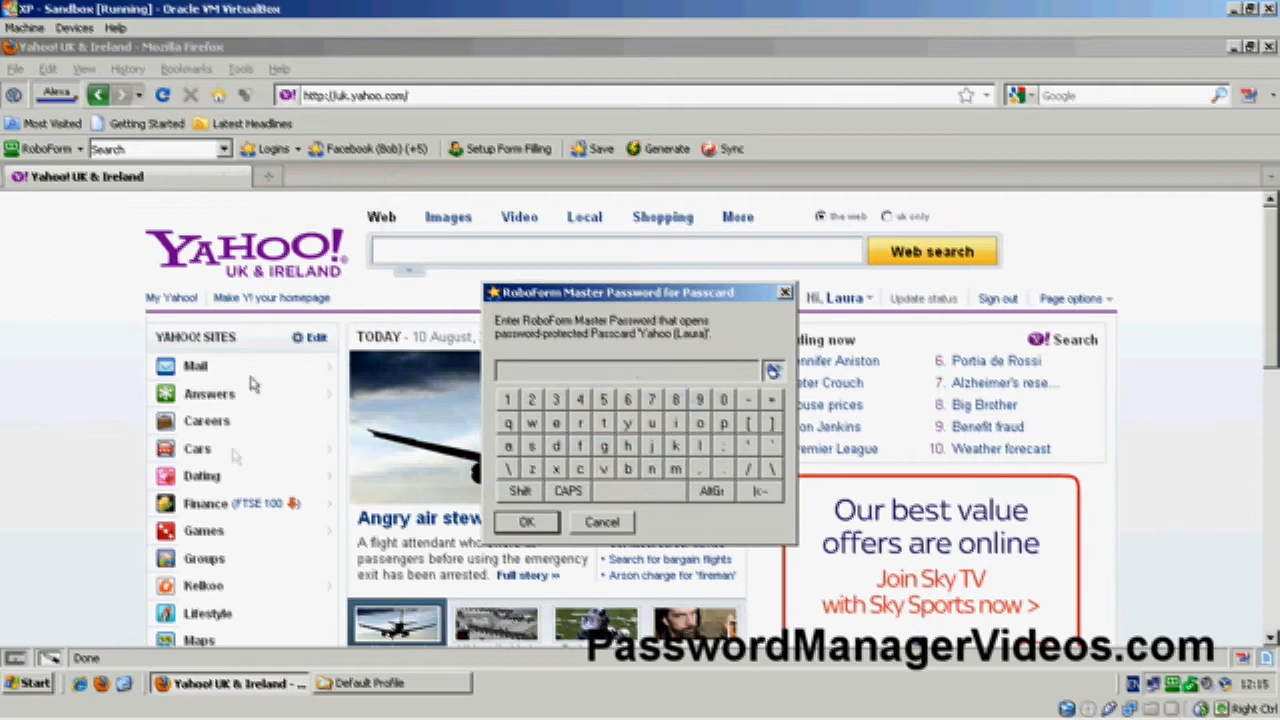 XP - Sandbox [Running] - Oracle VM VirtualBox
Machine Devices Help
Yahoo! UK & Ireland - Mozilla Firefox
File Edit View History Bookmarks Tools Help
Alexa http://uk.yahoo.com/ Google
Most Visited Getting Started Latest Headlines
RoboForm Search Logins Facebook (Bob) (+5) Setup Form Filling Save Generate Sync
Yahoo! UK & Ireland
Web Images Video Local Shopping More the web uk only
YAHOO!
UK & IRELAND
Web search
My Yahoo! Make Y! your homepage
Hi, Laura Update status Sign out Page options
YAHOO! SITES Edit
Mail
Answers
Careers
Cars
Dating
Finance (FTSE 100
Games
Groups
Kelkoo
Lifestyle
Maps
TODAY - 10 August,
Angry air stew
A flight attendant who
passengers before using the emergency
exit has been arrested. Full story »
Search for bargain flights
Arson charge for 'fireman'
RoboForm Master Password for Passcard
Enter RoboForm Master Password that opens
password-protected Passcard 'Yahoo (Laura)'.
1 2 3 4 5 6 7 8 9 0 - =
q w e r t y u i o p [ ]
a s d f g h j k l ; ' `
\ z x c v b n m , . / \
Shift CAPS AltGr |<--
OK Cancel
ding now Search
nnifer Aniston
eter Crouch
use prices
on Jenkins
emier League
6. Portia de Rossi
7. Alzheimer's rese...
8. Big Brother
9. Benefit fraud
10. Weather forecast
Our best value
offers are online
Join Sky TV
with Sky Sports now >
PasswordManagerVideos.com
Done
Start Yahoo! UK & Ireland - ... Default Profile 12:15
Right Ctrl